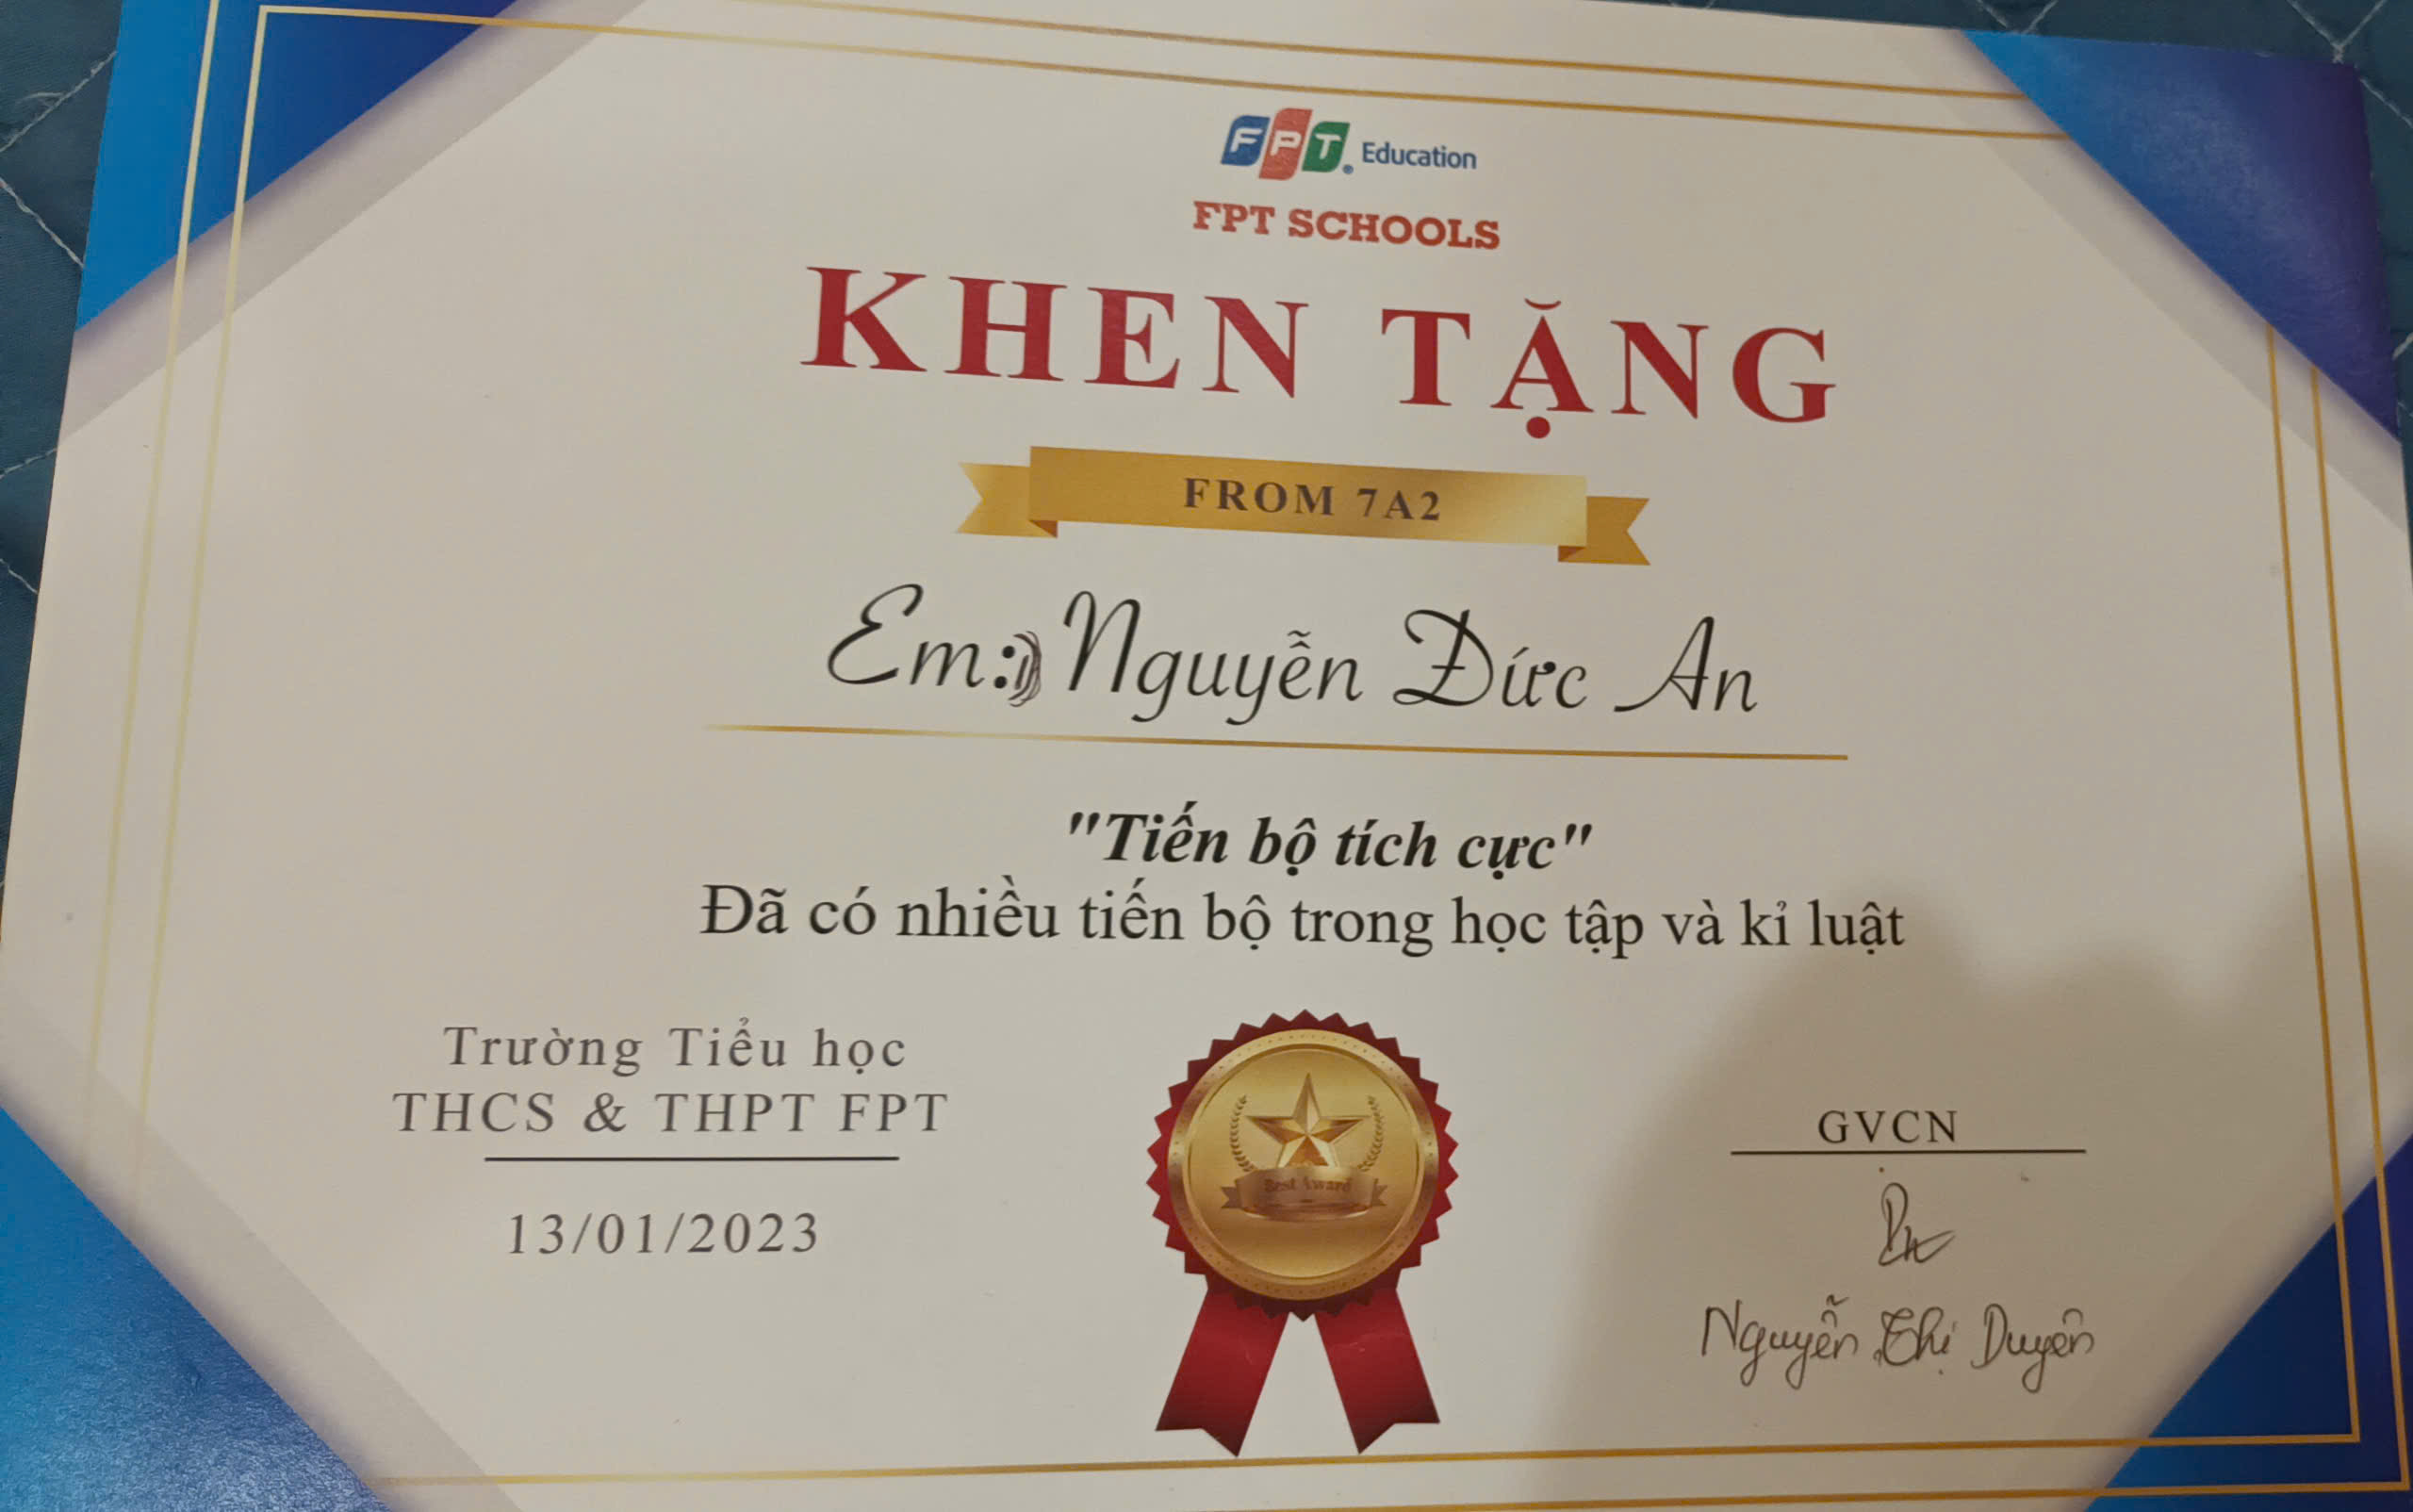 FPT Education
FPT SCHOOLS
KHEN TẶNG
FROM 7A2
Em: Nguyễn Đức An
"Tiến bộ tích cực"
Đã có nhiều tiến bộ trong học tập và kỉ luật
Trường Tiểu học
THCS & THPT FPT
13/01/2023
Best Award
GVCN
Nguyễn Thị Duyên